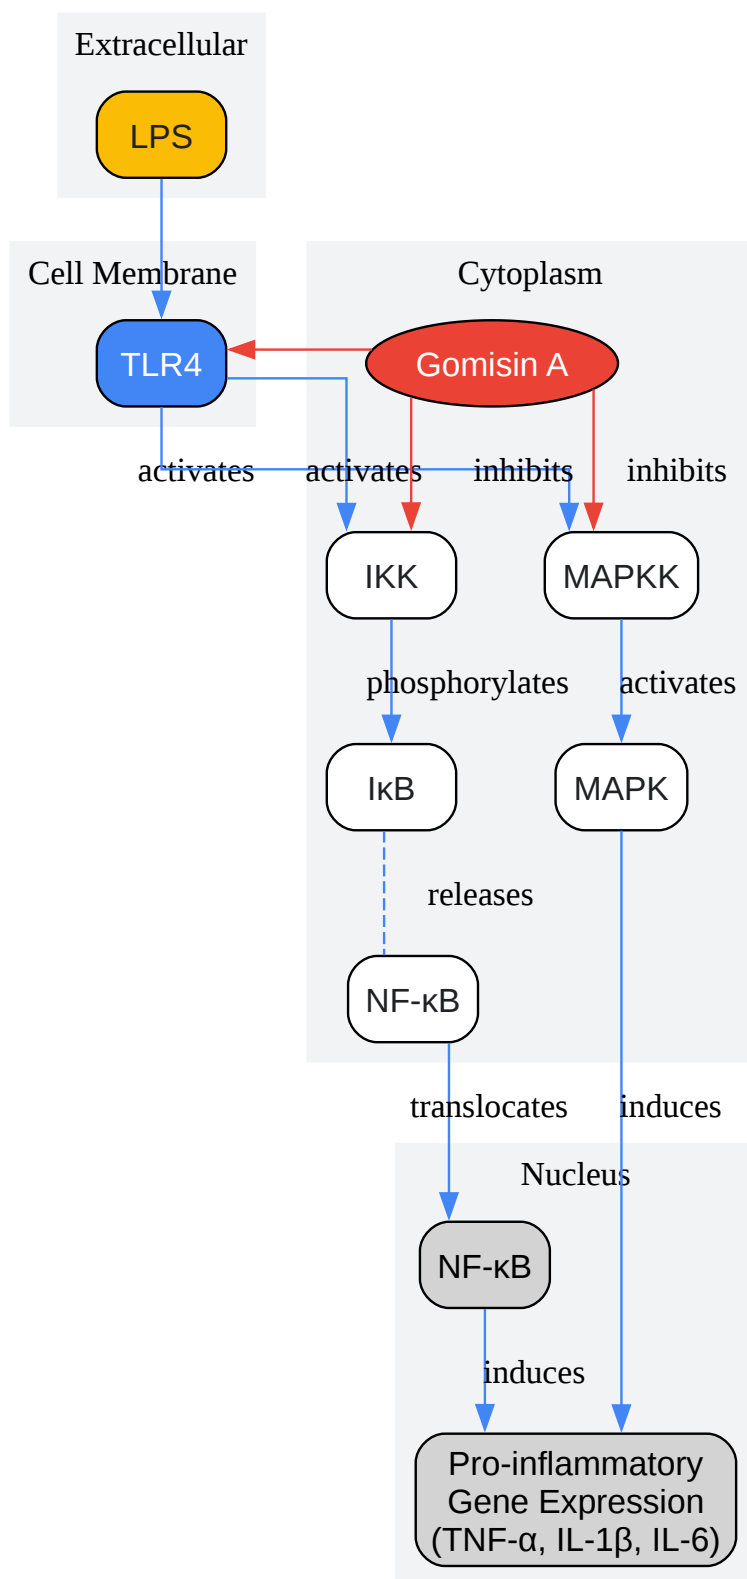 Extracellular
LPS
Cell Membrane
Cytoplasm
TLR4
Gomisin A
activates
activates
inhibits
inhibits
IKK
MAPKK
phosphorylates
activates
IκB
MAPK
releases
NF-κB
translocates
induces
Nucleus
NF-κB
induces
Pro-inflammatory
Gene Expression
(TNF-α, IL-1β, IL-6)